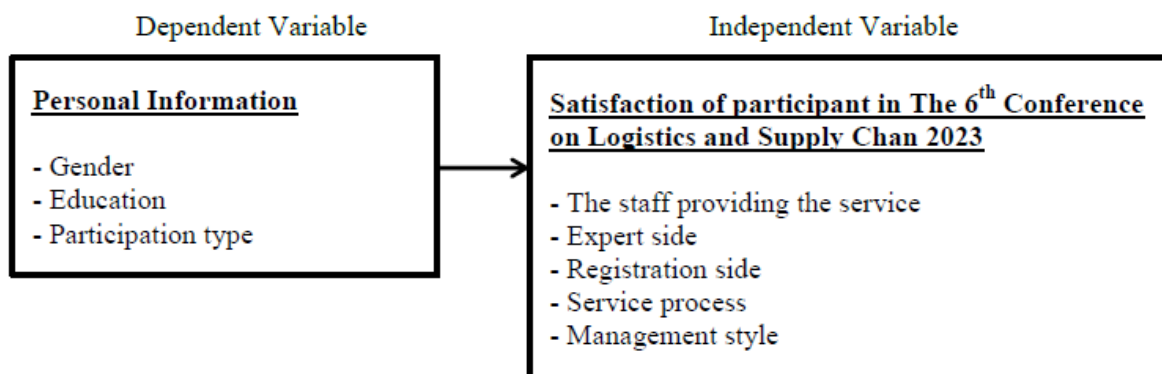 Dependent Variable
Independent Variable
Personal Information
- Gender
- Education
- Participation type
Satisfaction of participant in The 6th Conference
on Logistics and Supply Chan 2023
- The staff providing the service
- Expert side
- Registration side
- Service process
- Management style